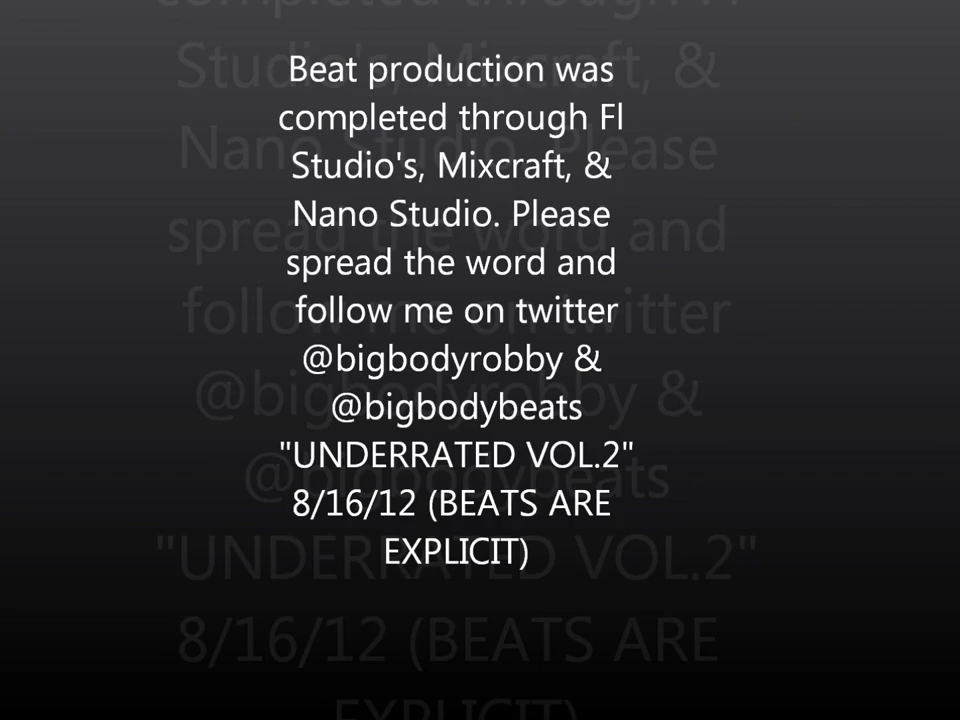 Beat production was
completed through Fl
Studio's, Mixcraft, &
Nano Studio. Please
spread the word and
follow me on twitter
@bigbodyrobby &
@bigbodybeats
"UNDERRATED VOL.2"
8/16/12 (BEATS ARE
EXPLICIT)